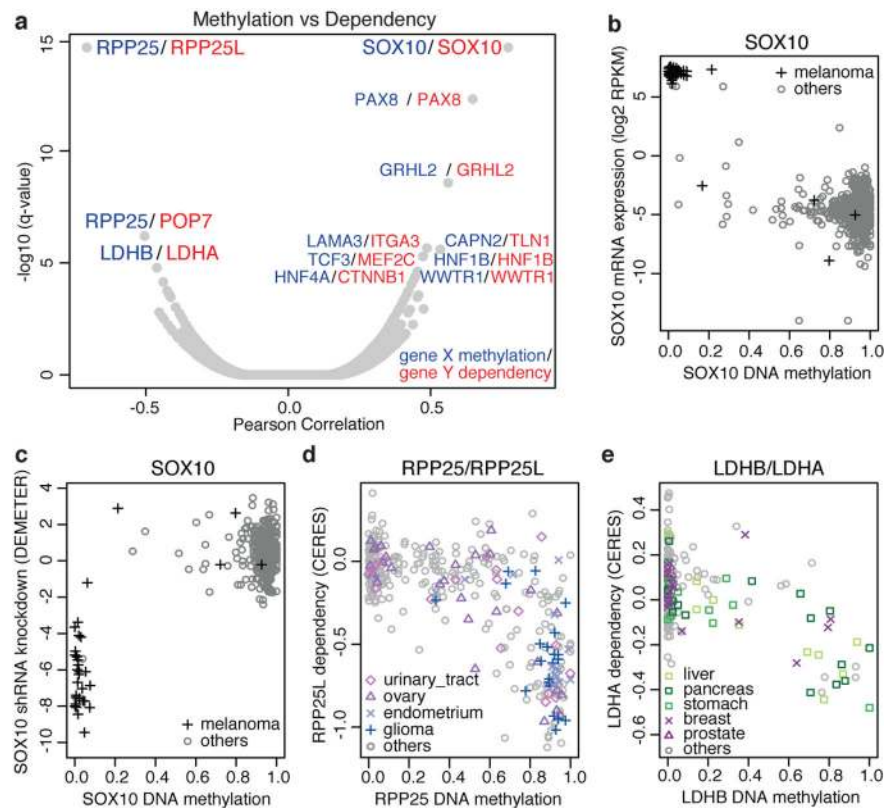 a
Methylation vs Dependency
-log10 (q-value)
15
10
5
0
RPP25/ RPP25L
SOX10/ SOX10
PAX8 / PAX8
GRHL2 / GRHL2
RPP25/POP7
LDHB/ LDHA
LAMA3/ITGA3 CAPN2/TLN1
TCF3/MEF2C HNF1B/HNF1B
HNF4A/CTNNB1 WWTR1/WWTR1
gene X methylation/
gene Y dependency
-0.5 0.0 0.5
Pearson Correlation
b
SOX10
SOX10 mRNA expression (log2 RPKM)
5
0
-5
-10
+ melanoma
others
0.0 0.2 0.4 0.6 0.8 1.0
SOX10 DNA methylation
c
SOX10
SOX10 shRNA knockdown (DEMETER)
4
2
0
-2
-4
-6
-8
-10
+ melanoma
others
0.0 0.2 0.4 0.6 0.8 1.0
SOX10 DNA methylation
d
RPP25/RPP25L
RPP25L dependency (CERES)
0.0
-0.5
-1.0
urinary_tract
ovary
endometrium
glioma
others
0.0 0.2 0.4 0.6 0.8 1.0
RPP25 DNA methylation
e
LDHB/LDHA
LDHA dependency (CERES)
0.4
0.2
0.0
-0.2
-0.4
-0.6
liver
pancreas
stomach
breast
prostate
others
0.0 0.2 0.4 0.6 0.8 1.0
LDHB DNA methylation